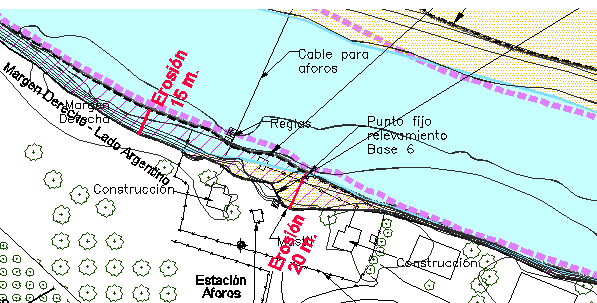 Cable para
aforos
Erosión
15 m.
Margen
Derecha
Margen Derecho - Lado Argentino
Reglas
Punto fijo
relevamiento
Base 6
Construcción
Erosión
20 m.
Construcción
Estación
Aforos